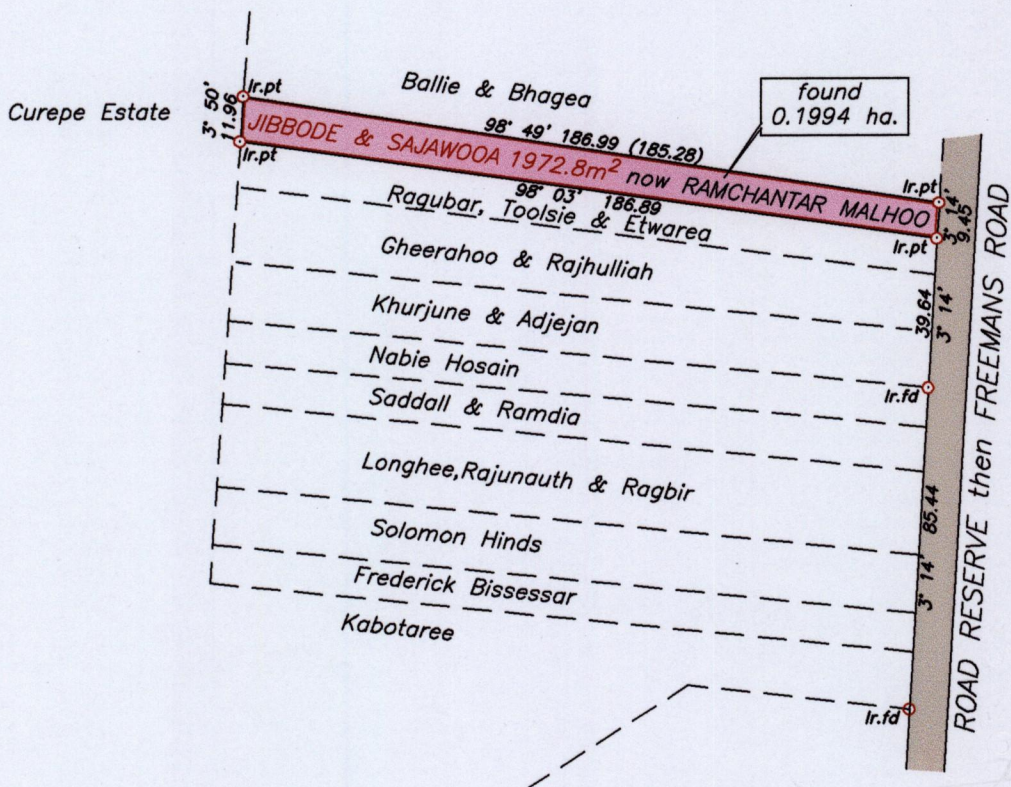 Ballie & Bhagea
found
0.1994 ha.
Curepe Estate
3° 50'
11.96
Ir.pt
98° 49' 186.99 (185.28)
JIBBODE & SAJAWOOA 1972.8m² now RAMCHANTAR MALHOO
98° 03' 186.89
Ir.pt
Ir.pt
Ir.pt
3° 14'
9.45
Ragubar, Toolsie & Etwarea
Gheerahoo & Rajhulliah
39.64
3° 14'
Khurjune & Adjejan
Nabie Hosain
Ir.fd
Saddall & Ramdia
Longhee,Rajunauth & Ragbir
3° 14' 85.44
Solomon Hinds
Frederick Bissessar
Kabotaree
Ir.fd
ROAD RESERVE then FREEMANS ROAD